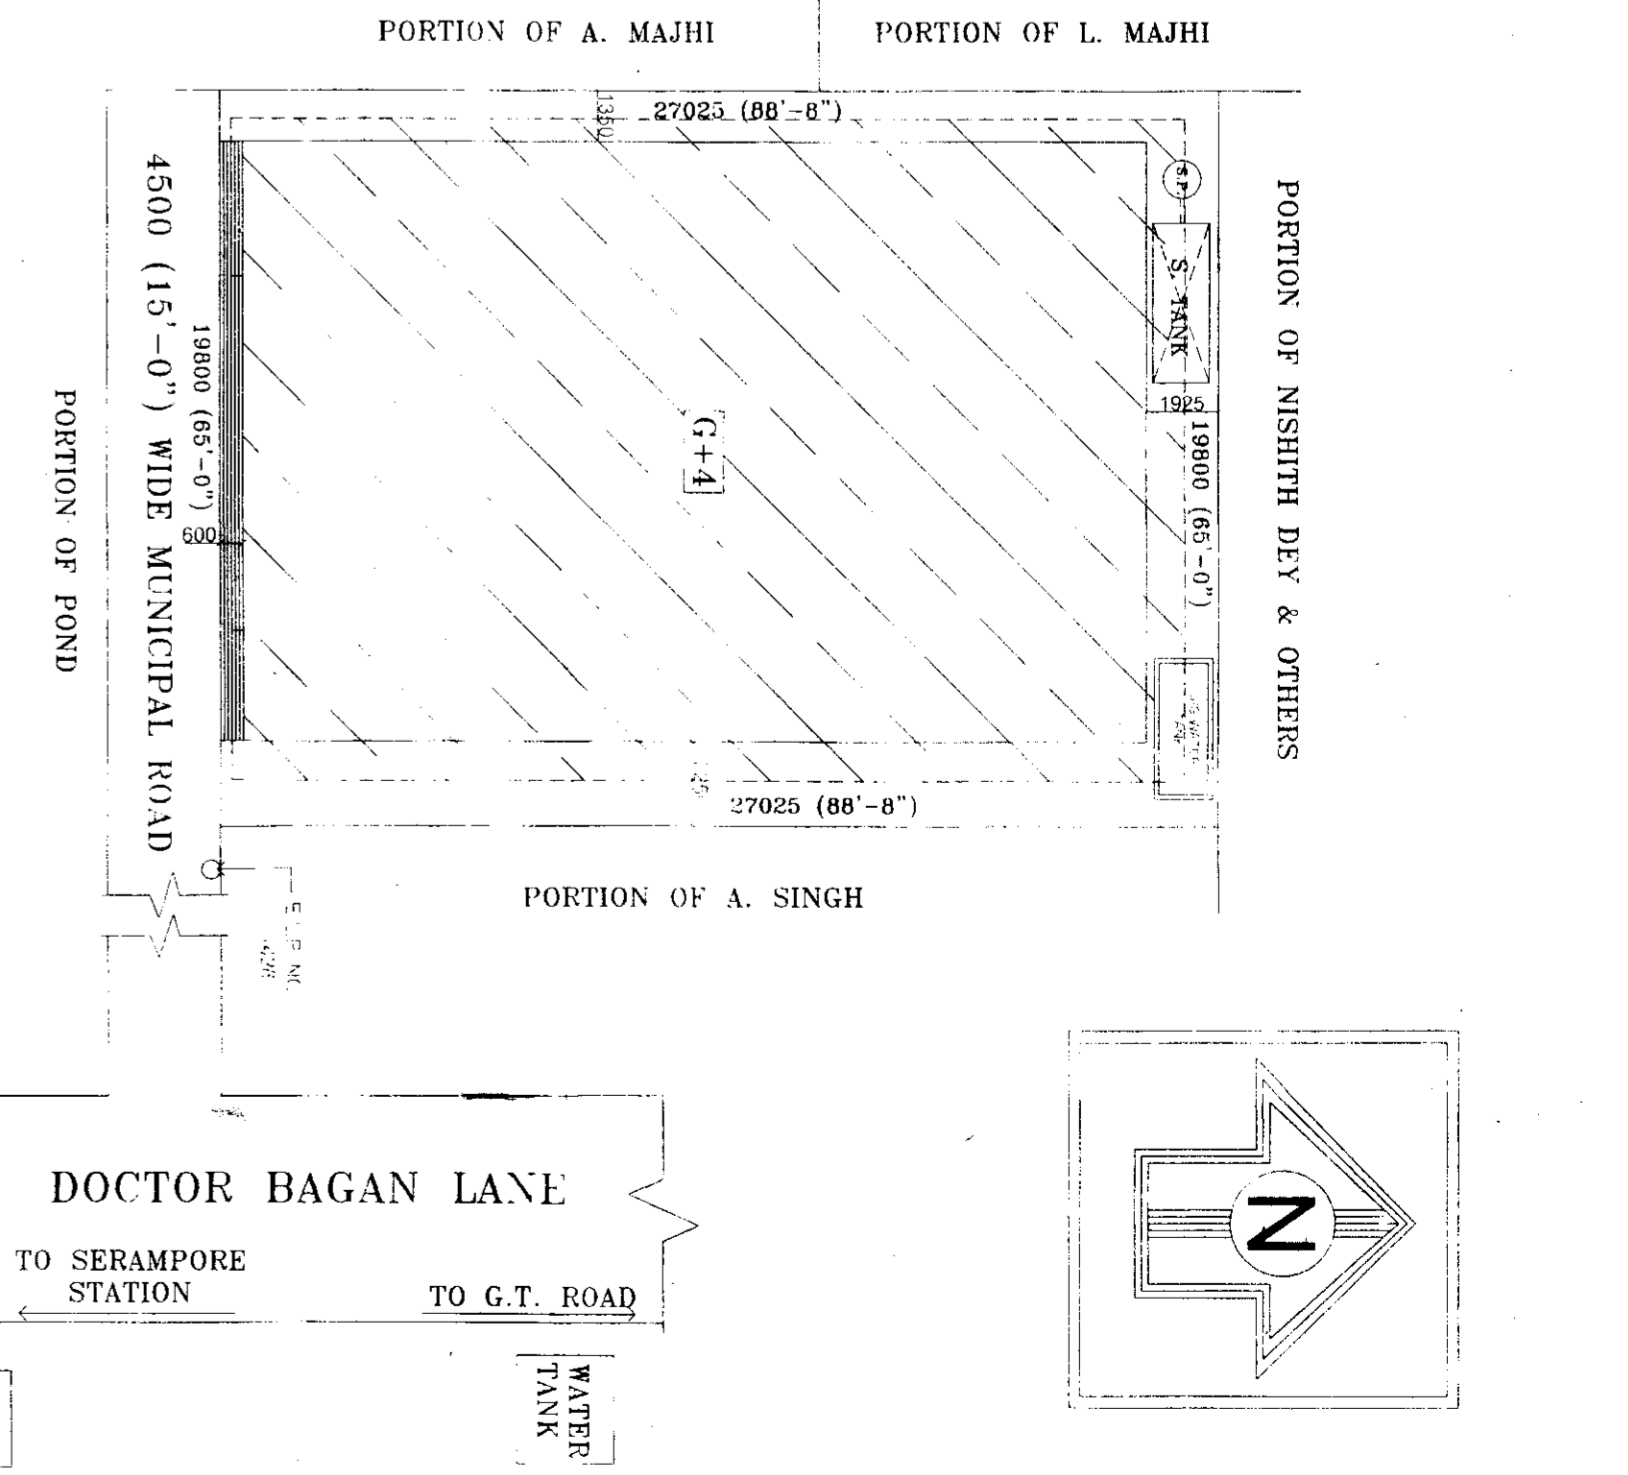 PORTION OF A. MAJHI
PORTION OF L. MAJHI
27025 (88'-8")
1350
4500 (15'-0") WIDE MUNICIPAL ROAD
19800 (65'-0")
600
PORTION OF POND
G+4
S.P.
S. TANK
1925
19800 (65'-0")
PORTION OF NISHITH DEY & OTHERS
27025 (88'-8")
PORTION OF A. SINGH
NO.
DOCTOR BAGAN LANE
TO SERAMPORE
STATION
TO G.T. ROAD
WATER
TANK
N